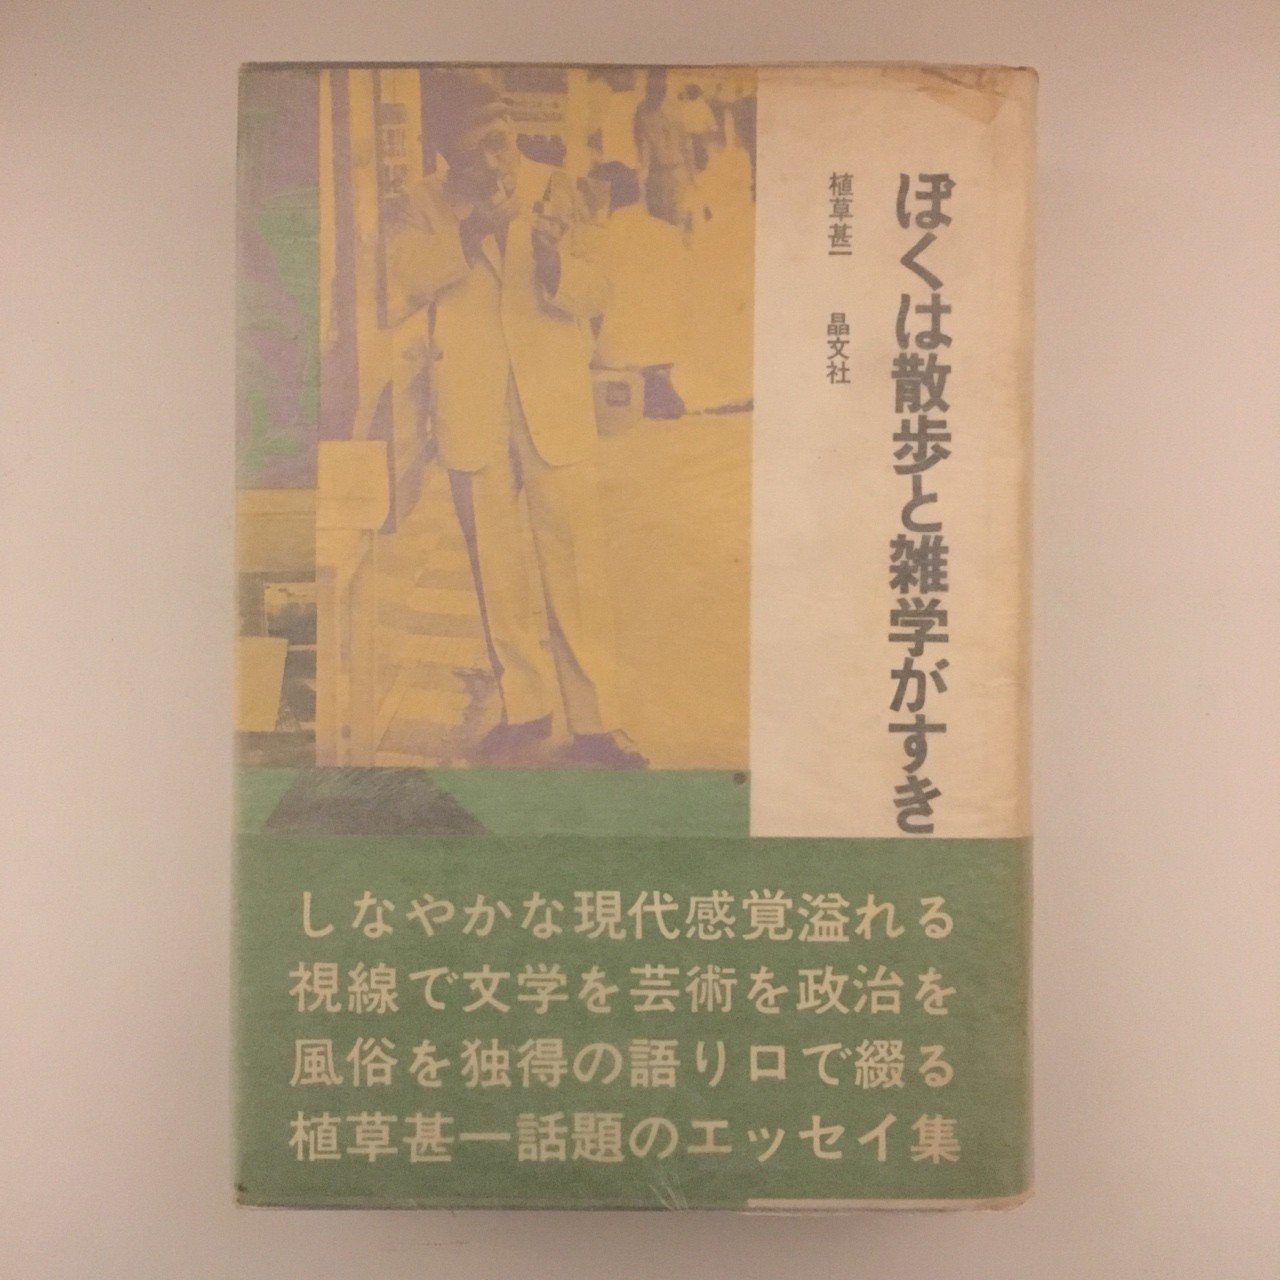 ぼくは散歩と雑学がすき
植草甚一 晶文社
しなやかな現代感覚溢れる
視線で文学を芸術を政治を
風俗を独得の語り口で綴る
植草甚一話題のエッセイ集